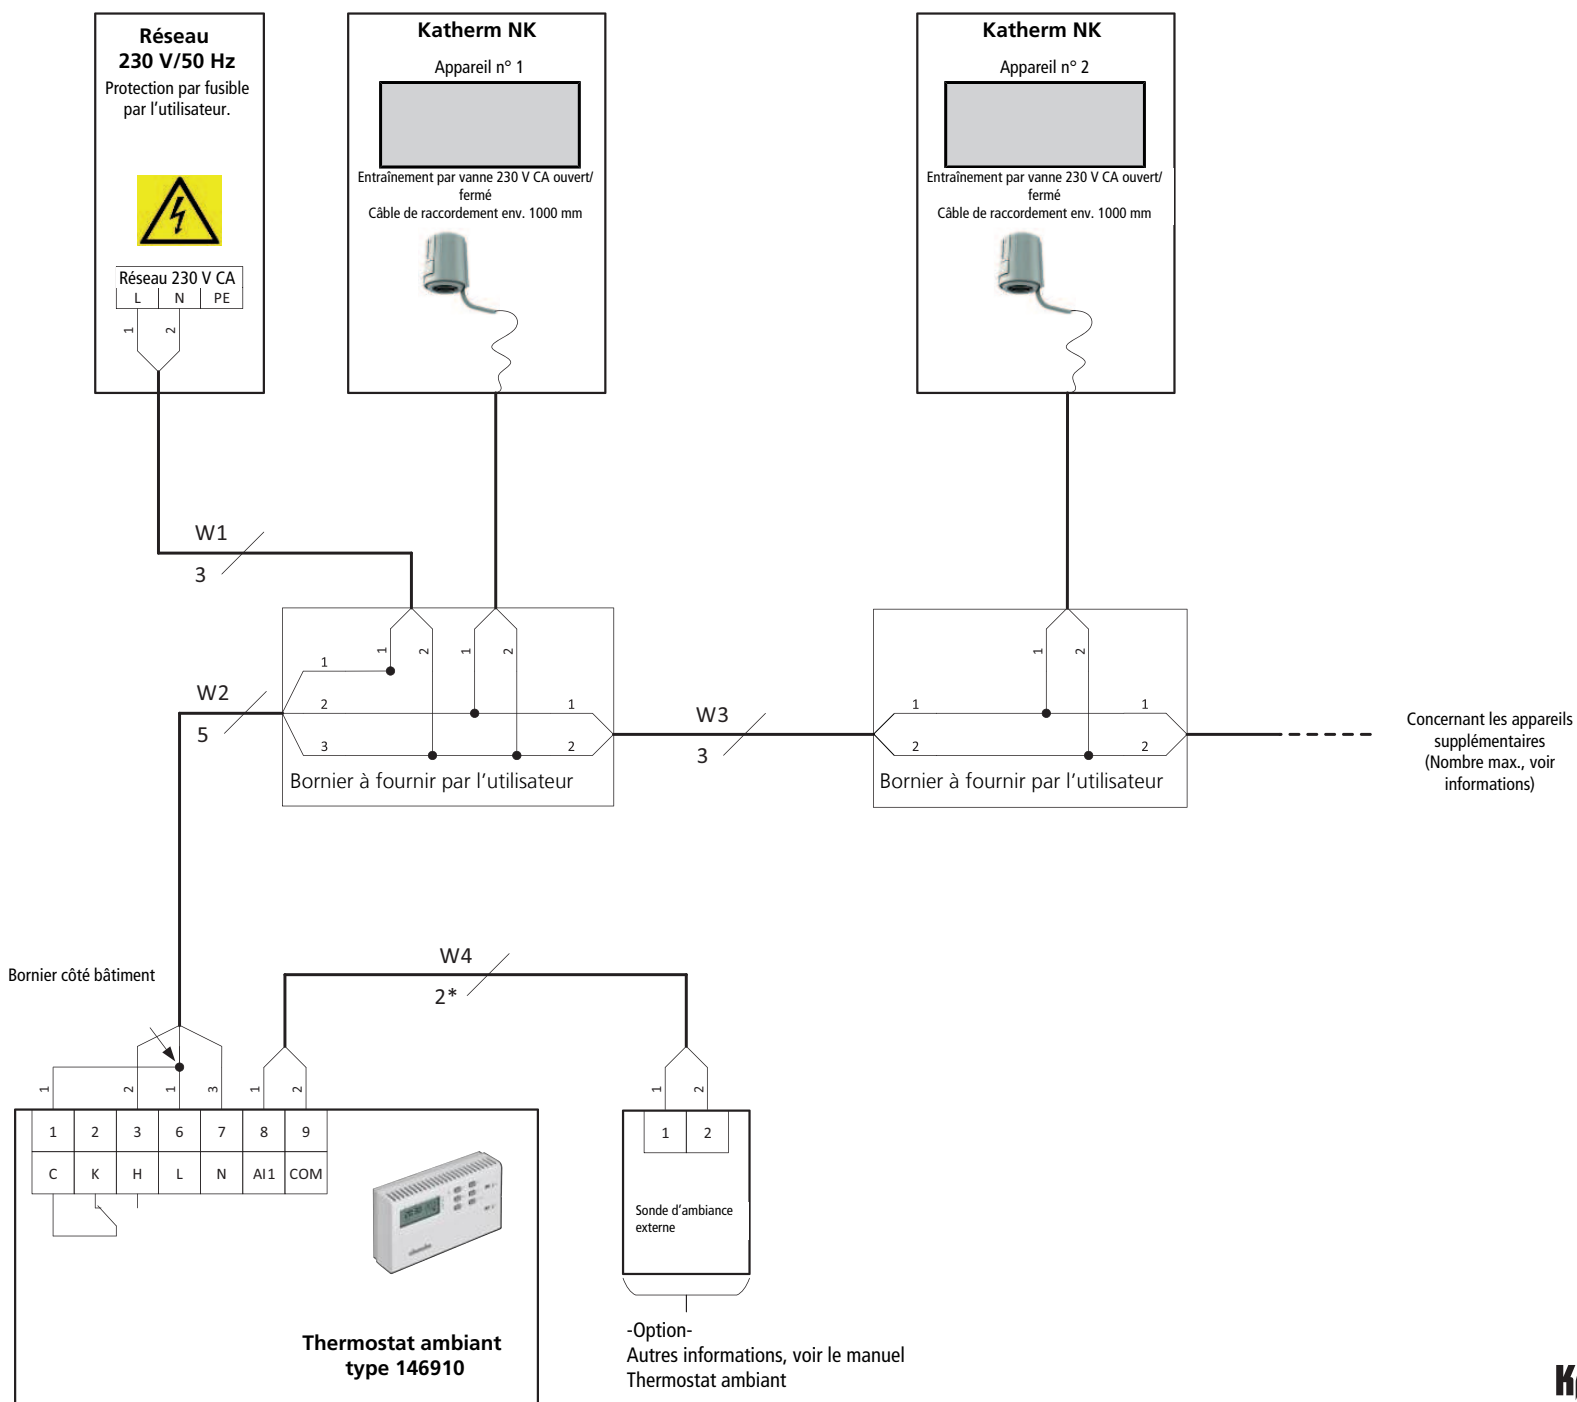 Réseau
230 V/50 Hz
Protection par fusible
par l'utilisateur.
Réseau 230 V CA
L N PE
1 2
Katherm NK
Appareil n° 1
Entraînement par vanne 230 V CA ouvert/
fermé
Câble de raccordement env. 1000 mm
Katherm NK
Appareil n° 2
Entraînement par vanne 230 V CA ouvert/
fermé
Câble de raccordement env. 1000 mm
W1
3
1 2 1 2
1
2 1
3 2
Bornier à fournir par l'utilisateur
W2
5
W3
3
1 2
1 1
2 2
Bornier à fournir par l'utilisateur
Concernant les appareils
supplémentaires
(Nombre max., voir
informations)
Bornier côté bâtiment
W4
2*
1 2 1 3 1 2
1 2 3 6 7 8 9
C K H L N AI1 COM
Thermostat ambiant
type 146910
1 2
1 2
Sonde d'ambiance
externe
-Option-
Autres informations, voir le manuel
Thermostat ambiant